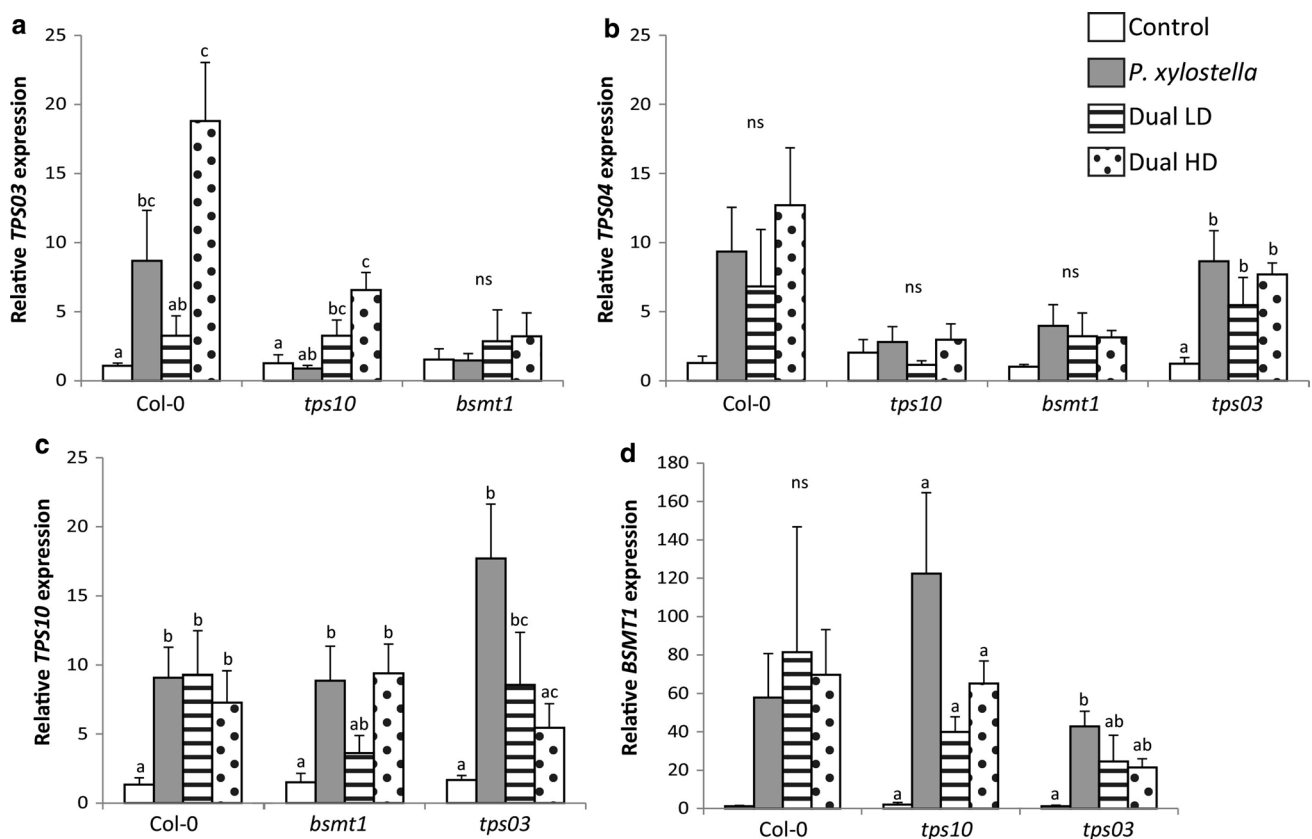 a
Relative TPS03 expression
25
20
15
10
5
0
a
bc
ab
c
a
ab
bc
c
ns
Col-0 tps10 bsmt1
b
Relative TPS04 expression
25
20
15
10
5
0
ns
ns
ns
a
b
b
b
Col-0 tps10 bsmt1 tps03
Control
P. xylostella
Dual LD
Dual HD
c
Relative TPS10 expression
25
20
15
10
5
0
a
b
b
b
a
b
ab
b
a
b
bc
ac
Col-0 bsmt1 tps03
d
Relative BSMT1 expression
180
160
140
120
100
80
60
40
20
0
ns
a
a
a
a
a
b
ab
ab
Col-0 tps10 tps03